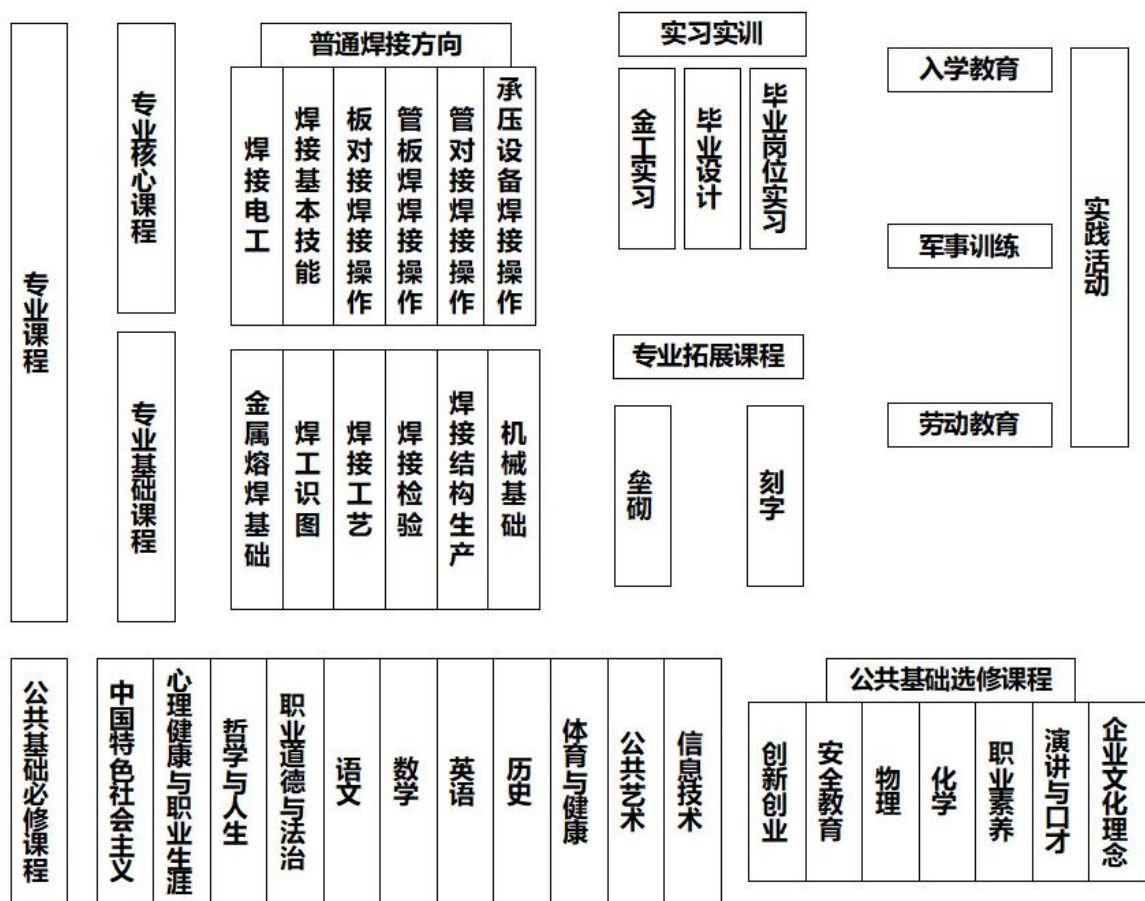 专业课程
专业核心课程
普通焊接方向
焊接电工
焊接基本技能
板对接焊接操作
管板焊接操作
管对接焊接操作
承压设备焊接操作
专业基础课程
金属熔焊基础
焊工识图
焊接工艺
焊接检验
焊接结构生产
机械基础
实习实训
金工实习
毕业设计
毕业岗位实习
专业拓展课程
垒砌
刻字
入学教育
军事训练
劳动教育
实践活动
公共基础必修课程
中国特色社会主义
心理健康与职业生涯
哲学与人生
职业道德与法治
语文
数学
英语
历史
体育与健康
公共艺术
信息技术
公共基础选修课程
创新创业
安全教育
物理
化学
职业素养
演讲与口才
企业文化理念